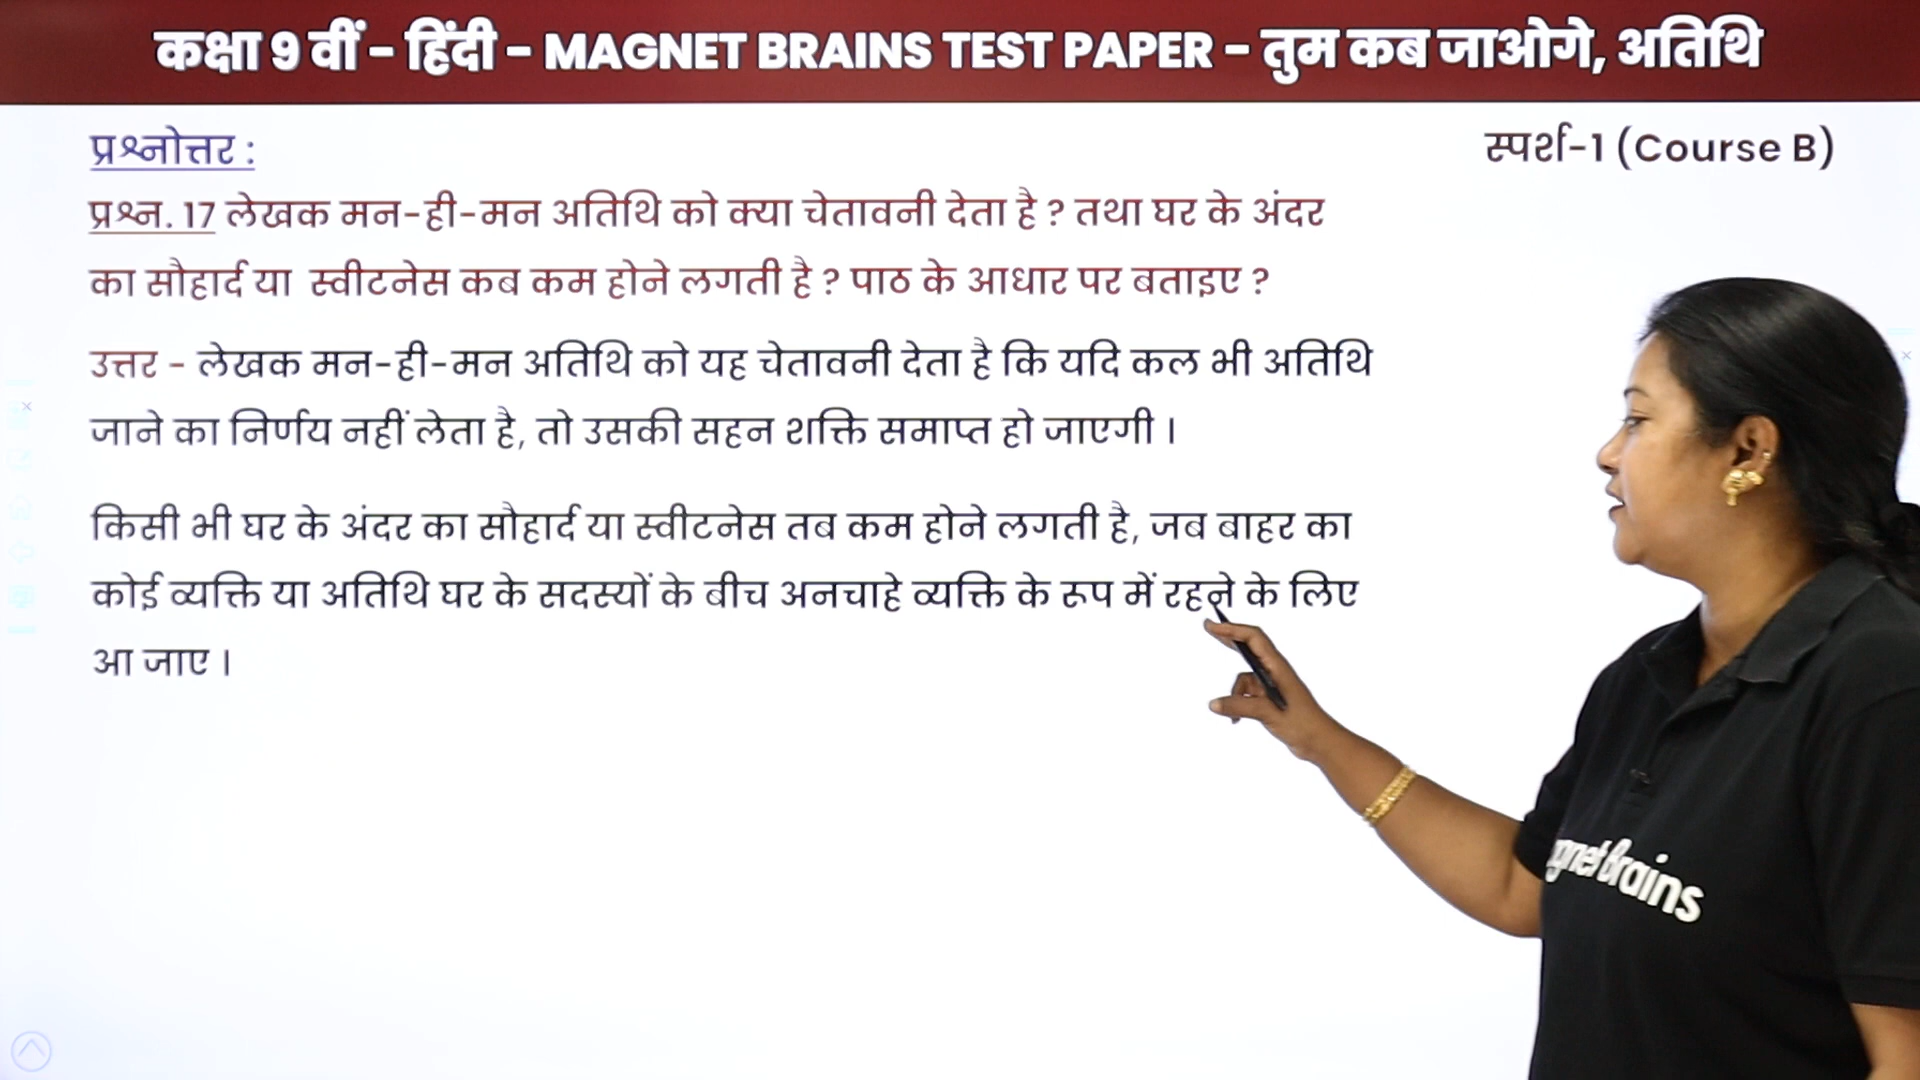 कक्षा 9 वीं - हिंदी - MAGNET BRAINS TEST PAPER - तुम कब जाओगे, अतिथि
प्रश्नोत्तर :
स्पर्श-1 (Course B)
प्रश्न. 17 लेखक मन-ही-मन अतिथि को क्या चेतावनी देता है ? तथा घर के अंदर
का सौहार्द या स्वीटनेस कब कम होने लगती है ? पाठ के आधार पर बताइए ?
उत्तर - लेखक मन-ही-मन अतिथि को यह चेतावनी देता है कि यदि कल भी अतिथि
जाने का निर्णय नहीं लेता है, तो उसकी सहन शक्ति समाप्त हो जाएगी ।
किसी भी घर के अंदर का सौहार्द या स्वीटनेस तब कम होने लगती है, जब बाहर का
कोई व्यक्ति या अतिथि घर के सदस्यों के बीच अनचाहे व्यक्ति के रूप में रहने के लिए
आ जाए ।
gnet Brains